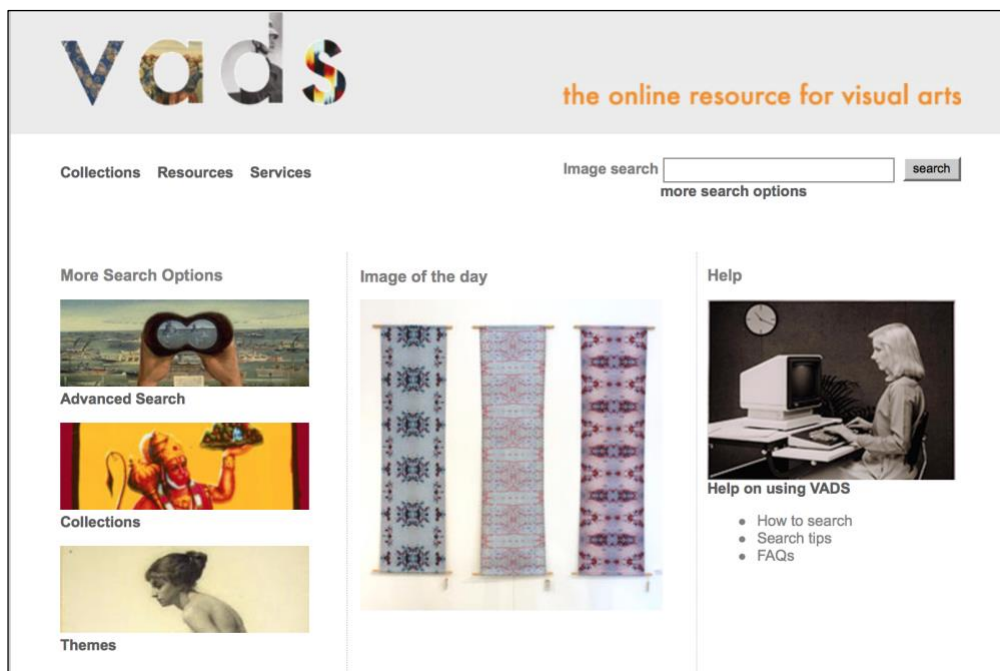 vads
the online resource for visual arts
Collections Resources Services
Image search search
more search options
More Search Options
Advanced Search
Collections
Themes
Image of the day
Help
Help on using VADS
How to search
Search tips
FAQs